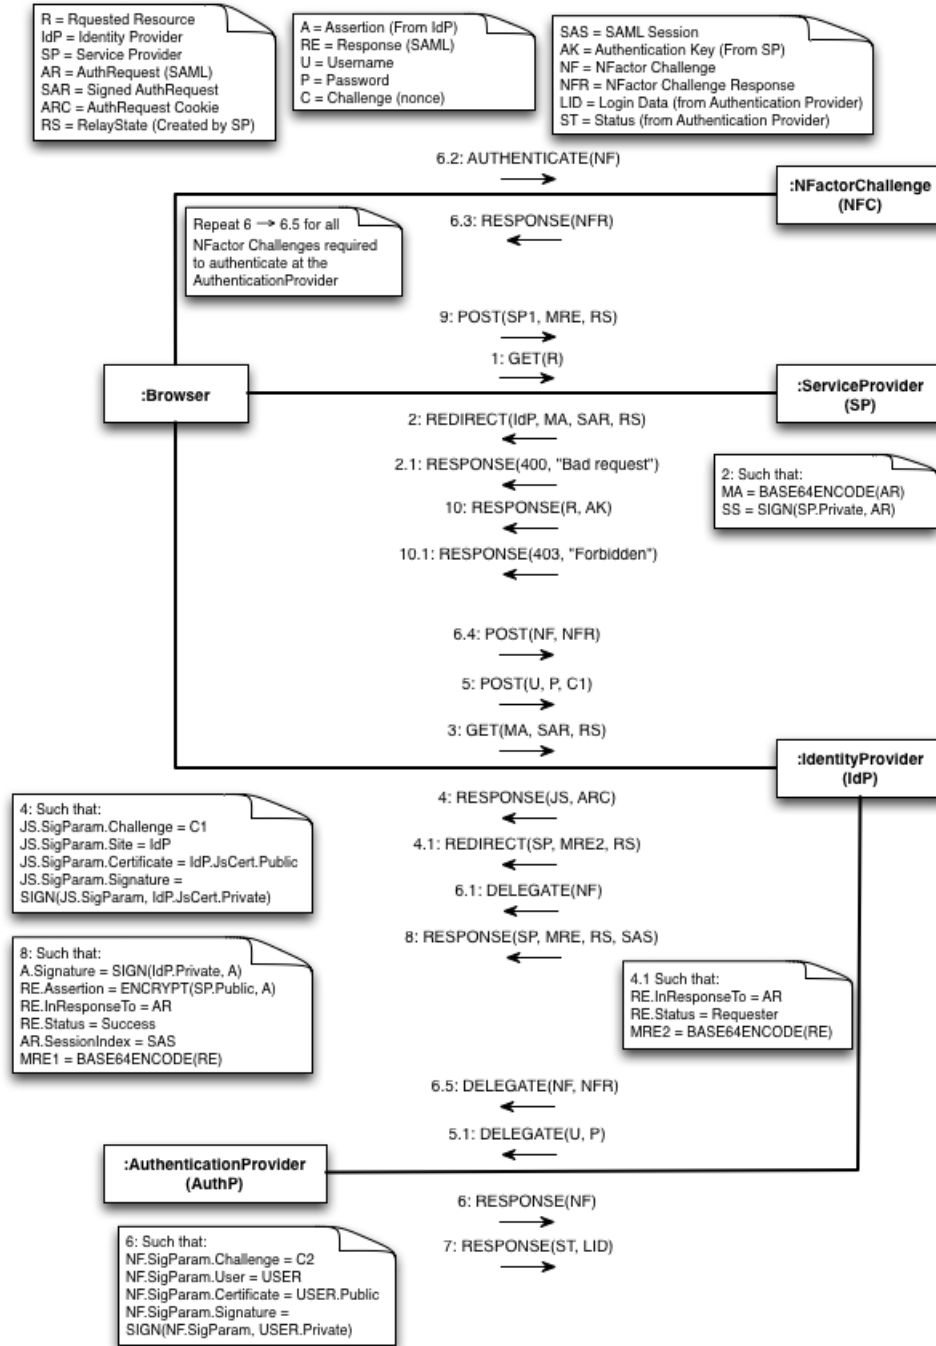 R = Rquested Resource
IdP = Identity Provider
SP = Service Provider
AR = AuthRequest (SAML)
SAR = Signed AuthRequest
ARC = AuthRequest Cookie
RS = RelayState (Created by SP)
A = Assertion (From IdP)
RE = Response (SAML)
U = Username
P = Password
C = Challenge (nonce)
SAS = SAML Session
AK = Authentication Key (From SP)
NF = NFactor Challenge
NFR = NFactor Challenge Response
LID = Login Data (from Authentication Provider)
ST = Status (from Authentication Provider)
6.2: AUTHENTICATE(NF)
:NFactorChallenge
(NFC)
Repeat 6 → 6.5 for all
NFactor Challenges required
to authenticate at the
AuthenticationProvider
6.3: RESPONSE(NFR)
9: POST(SP1, MRE, RS)
1: GET(R)
:Browser
:ServiceProvider
(SP)
2: REDIRECT(IdP, MA, SAR, RS)
2.1: RESPONSE(400, "Bad request")
10: RESPONSE(R, AK)
10.1: RESPONSE(403, "Forbidden")
2: Such that:
MA = BASE64ENCODE(AR)
SS = SIGN(SP.Private, AR)
6.4: POST(NF, NFR)
5: POST(U, P, C1)
3: GET(MA, SAR, RS)
:IdentityProvider
(IdP)
4: RESPONSE(JS, ARC)
4.1: REDIRECT(SP, MRE2, RS)
6.1: DELEGATE(NF)
8: RESPONSE(SP, MRE, RS, SAS)
4: Such that:
JS.SigParam.Challenge = C1
JS.SigParam.Site = IdP
JS.SigParam.Certificate = IdP.JsCert.Public
JS.SigParam.Signature =
SIGN(JS.SigParam, IdP.JsCert.Private)
8: Such that:
A.Signature = SIGN(IdP.Private, A)
RE.Assertion = ENCRYPT(SP.Public, A)
RE.InResponseTo = AR
RE.Status = Success
AR.SessionIndex = SAS
MRE1 = BASE64ENCODE(RE)
4.1 Such that:
RE.InResponseTo = AR
RE.Status = Requester
MRE2 = BASE64ENCODE(RE)
6.5: DELEGATE(NF, NFR)
5.1: DELEGATE(U, P)
:AuthenticationProvider
(AuthP)
6: RESPONSE(NF)
7: RESPONSE(ST, LID)
6: Such that:
NF.SigParam.Challenge = C2
NF.SigParam.User = USER
NF.SigParam.Certificate = USER.Public
NF.SigParam.Signature =
SIGN(NF.SigParam, USER.Private)